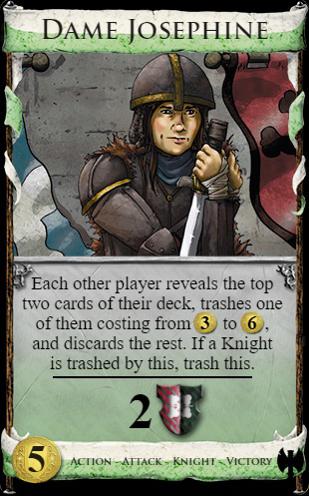 Dame Josephine
Each other player reveals the top
two cards of their deck, trashes one
of them costing from 3 to 6,
and discards the rest. If a Knight
is trashed by this, trash this.
2
5 Action - Attack - Knight - Victory